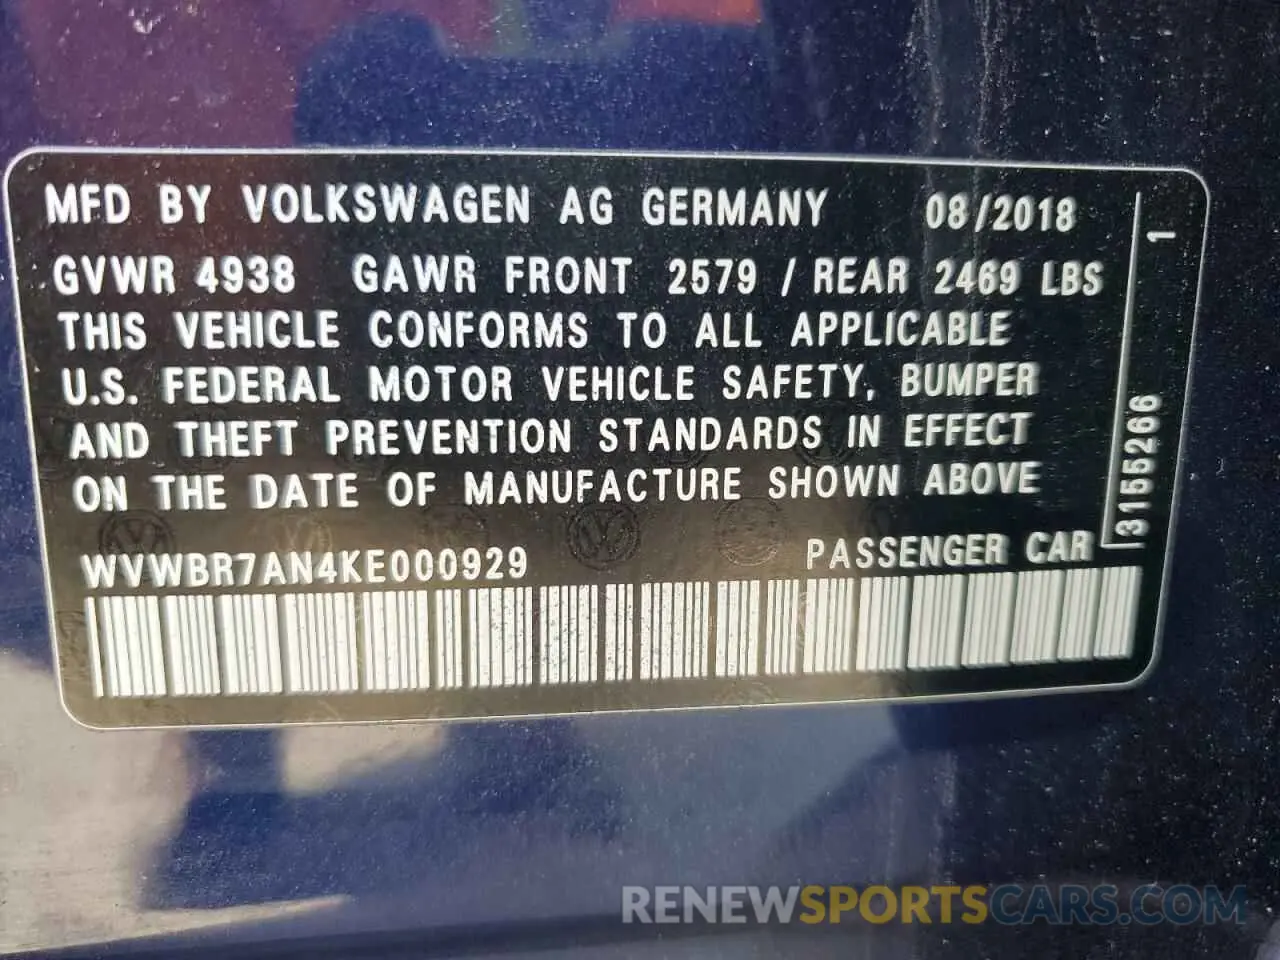 MFD BY VOLKSWAGEN AG GERMANY 08/2018
GVWR 4938 GAWR FRONT 2579 / REAR 2469 LBS
THIS VEHICLE CONFORMS TO ALL APPLICABLE
U.S. FEDERAL MOTOR VEHICLE SAFETY, BUMPER
AND THEFT PREVENTION STANDARDS IN EFFECT
ON THE DATE OF MANUFACTURE SHOWN ABOVE
WVWBR7AN4KE000929 PASSENGER CAR
3155266 1
RENEWSPORTSCARS.COM